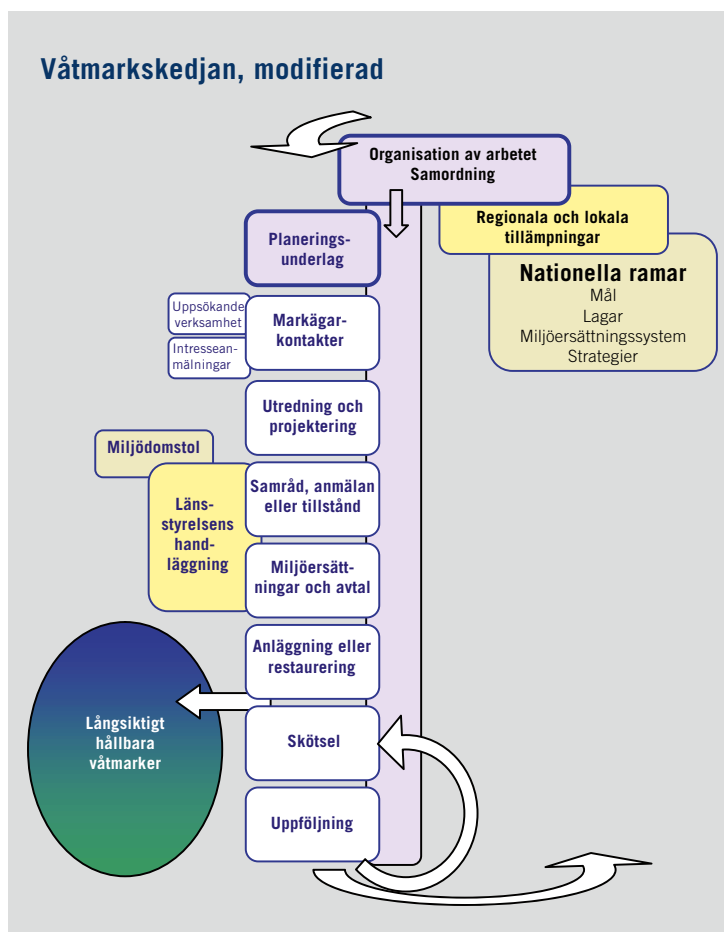 Våtmarkskedjan, modifierad
Organisation av arbetet
Samordning
Regionala och lokala
tillämpningar
Nationella ramar
Mål
Lagar
Miljöersättningssystem
Strategier
Planerings-
underlag
Uppsökande
verksamhet
Intressean-
mälningar
Markägar-
kontakter
Utredning och
projektering
Miljödomstol
Läns-
styrelsens
hand-
läggning
Samråd, anmälan
eller tillstånd
Miljöersätt-
ningar och avtal
Anläggning eller
restaurering
Långsiktigt
hållbara
våtmarker
Skötsel
Uppföljning